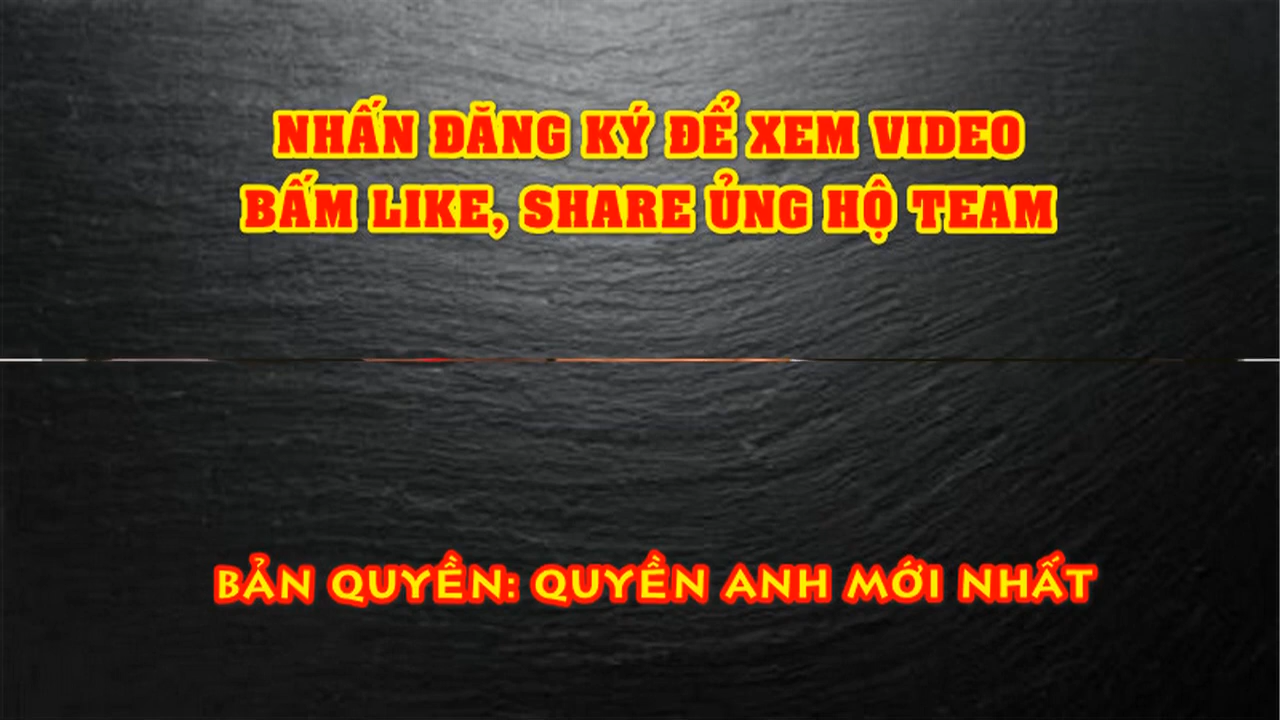 NHẤN ĐĂNG KÝ ĐỂ XEM VIDEO
BẤM LIKE, SHARE ỦNG HỘ TEAM
BẢN QUYỀN: QUYỀN ANH MỚI NHẤT